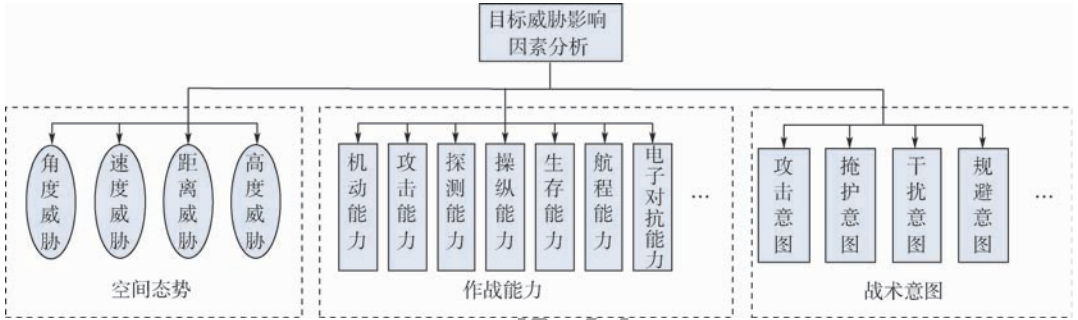 目标威胁影响
因素分析
角度威胁
速度威胁
距离威胁
高度威胁
机动能力
攻击能力
探测能力
操纵能力
生存能力
航程能力
电子对抗能力
…
攻击意图
掩护意图
干扰意图
规避意图
…
空间态势
作战能力
战术意图